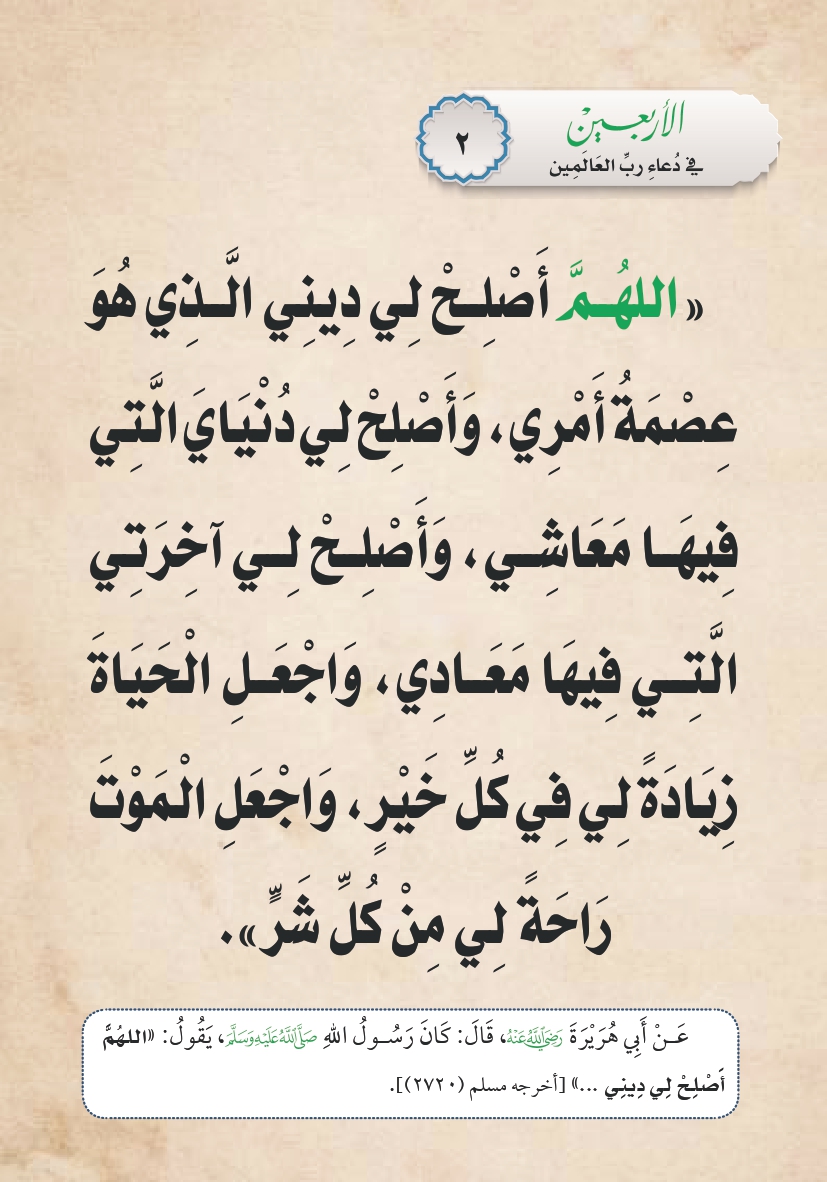 الأربعين
٢
في دُعاءِ ربِّ العَالَمِين
«اللهُمَّ أَصْلِحْ لِي دِينِي الَّذِي هُوَ
عِصْمَةُ أَمْرِي، وَأَصْلِحْ لِي دُنْيَايَ الَّتِي
فِيهَا مَعَاشِي، وَأَصْلِحْ لِي آخِرَتِي
الَّتِي فِيهَا مَعَادِي، وَاجْعَلِ الْحَيَاةَ
زِيَادَةً لِي فِي كُلِّ خَيْرٍ، وَاجْعَلِ الْمَوْتَ
رَاحَةً لِي مِنْ كُلِّ شَرٍّ».
عَنْ أَبِي هُرَيْرَةَ رَضِيَ اللَّهُ عَنْهُ، قَالَ: كَانَ رَسُولُ اللهِ صَلَّى اللَّهُ عَلَيْهِ وَسَلَّمَ، يَقُولُ: «اللهُمَّ
أَصْلِحْ لِي دِينِي ...» [أخرجه مسلم (٢٧٢٠)].